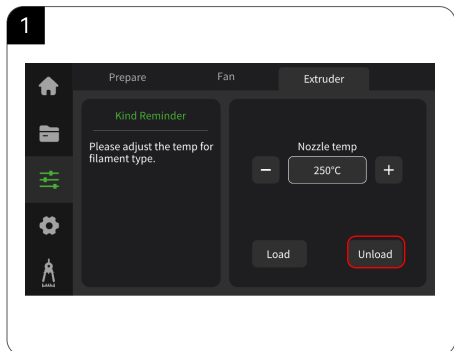 1
Prepare
Fan
Extruder
Kind Reminder
Please adjust the temp for
filament type.
Nozzle temp
− 250°C +
Load
Unload